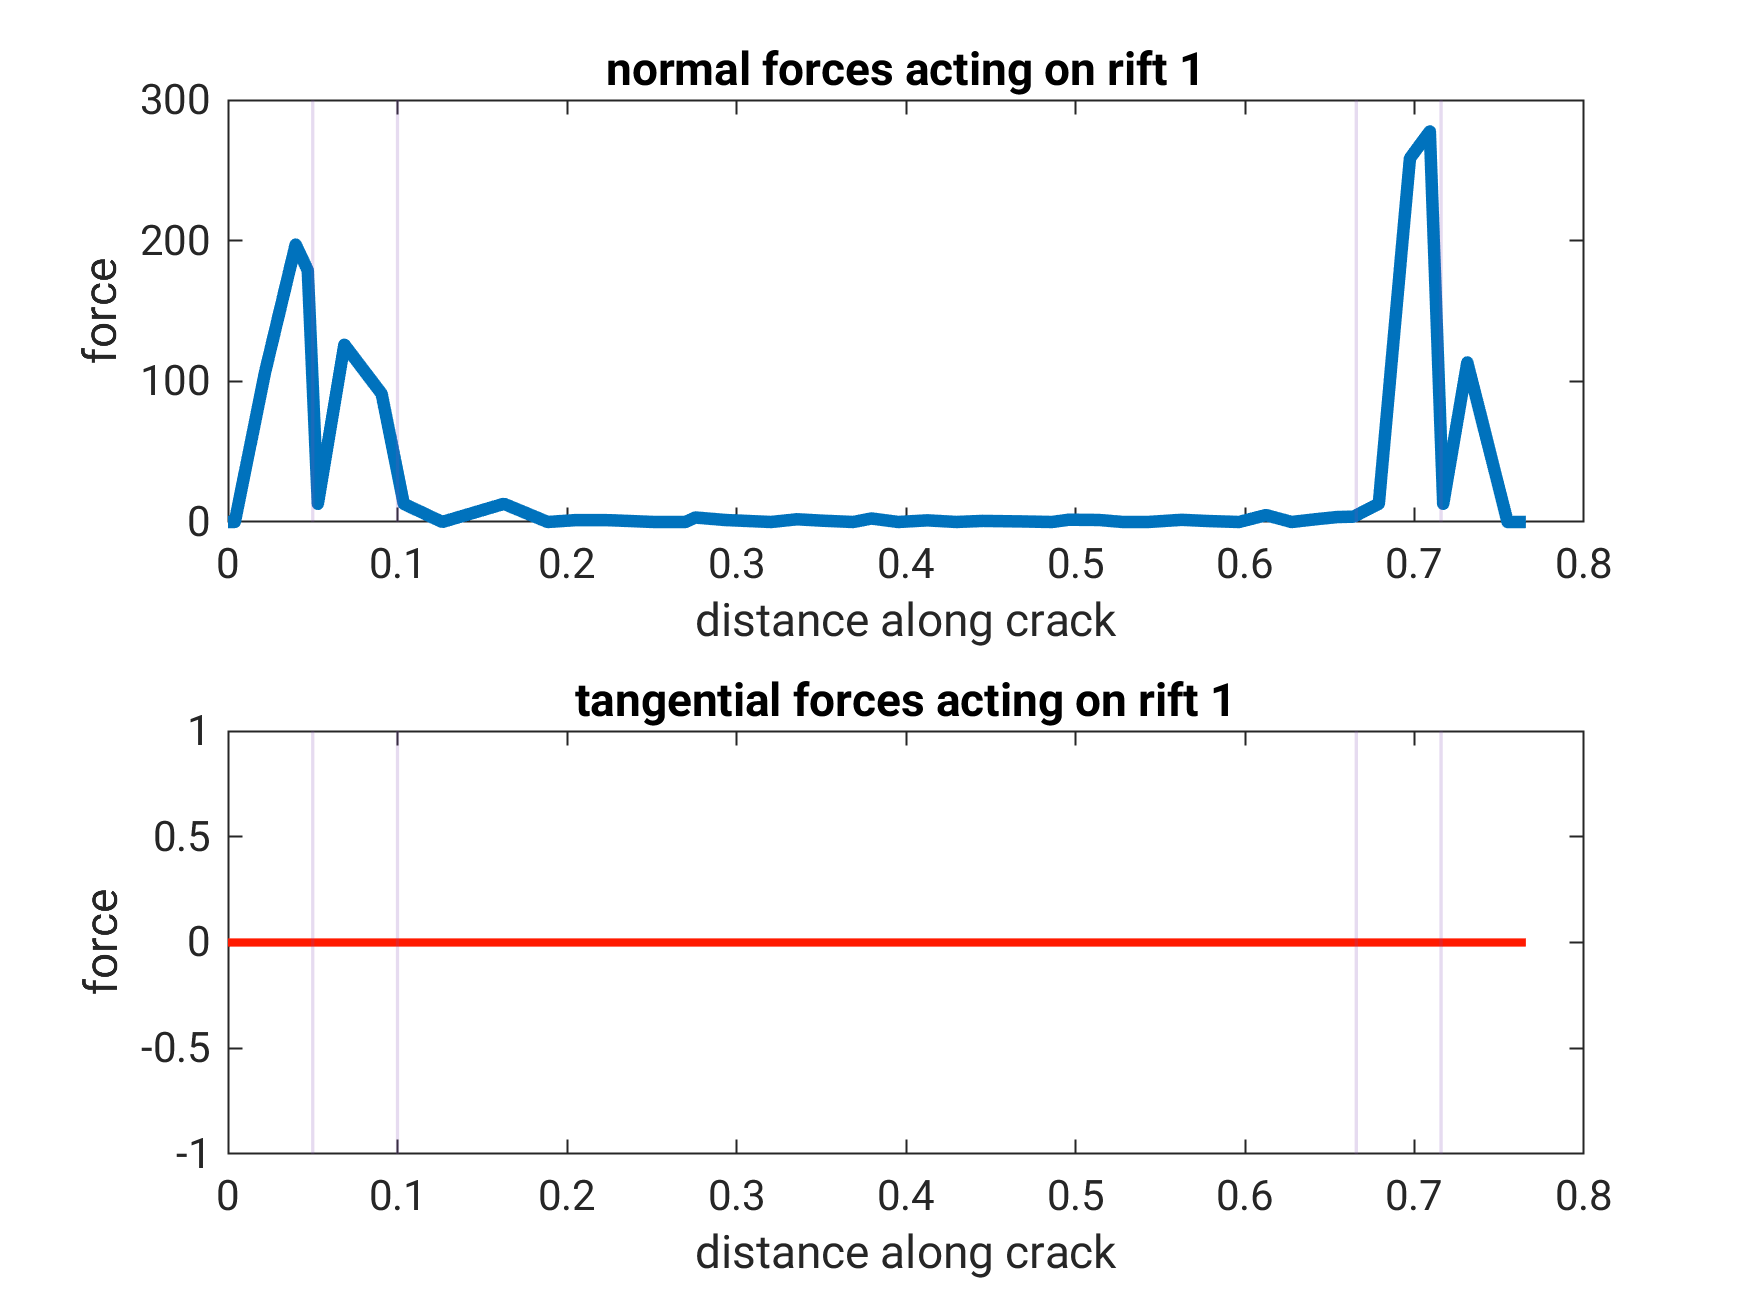 normal forces acting on rift 1
300
200
100
0
force
0 0.1 0.2 0.3 0.4 0.5 0.6 0.7 0.8
distance along crack
tangential forces acting on rift 1
1
0.5
0
-0.5
-1
force
0 0.1 0.2 0.3 0.4 0.5 0.6 0.7 0.8
distance along crack